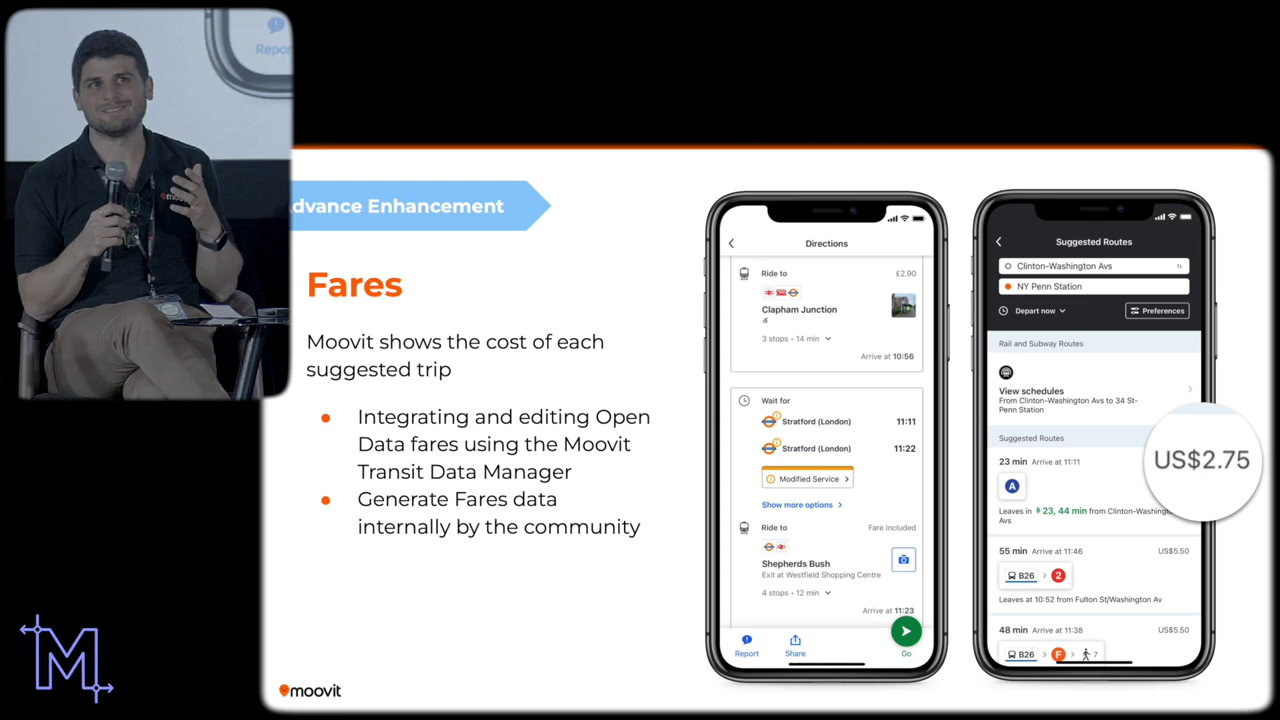 Report
moovit
dvance Enhancement
Fares
Moovit shows the cost of each
suggested trip
Integrating and editing Open
Data fares using the Moovit
Transit Data Manager
Generate Fares data
internally by the community
moovit
M
Directions
Ride to £2.90
Clapham Junction
3 stops • 14 min
Arrive at 10:56
Wait for
Stratford (London) 11:11
Stratford (London) 11:22
Modified Service
Show more options
Ride to Fare Included
Shepherds Bush
Exit at Westfield Shopping Centre
4 stops • 12 min
Arrive at 11:23
Report Share Go
Suggested Routes
Clinton-Washington Avs
NY Penn Station
Depart now Preferences
Rail and Subway Routes
View schedules
From Clinton-Washington Avs to 34 St-
Penn Station
Suggested Routes
23 min Arrive at 11:11
US$2.75
A
Leaves in 23, 44 min from Clinton-Washing
Avs
55 min Arrive at 11:46 US$5.50
B26 2
Leaves at 10:52 from Fulton St/Washington Av
48 min Arrive at 11:38 US$5.50
B26 F 7